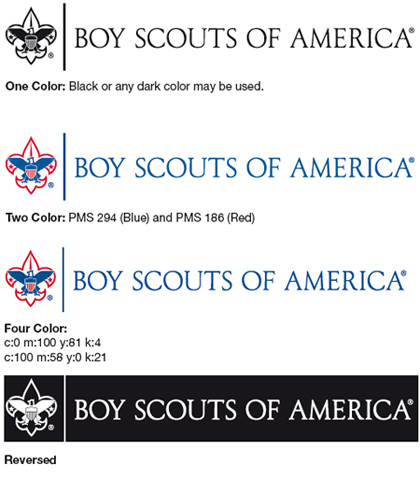 BOY SCOUTS OF AMERICA®
One Color: Black or any dark color may be used.
BOY SCOUTS OF AMERICA®
Two Color: PMS 294 (Blue) and PMS 186 (Red)
BOY SCOUTS OF AMERICA®
Four Color:
c:0 m:100 y:81 k:4
c:100 m:58 y:0 k:21
BOY SCOUTS OF AMERICA®
Reversed